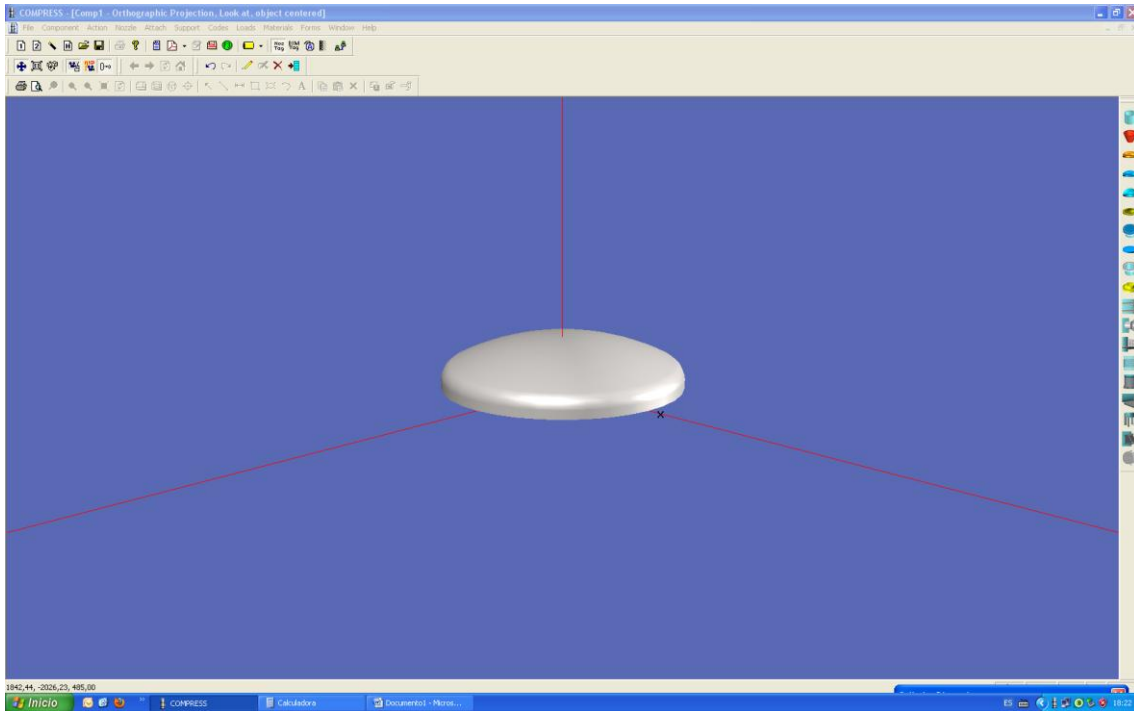 COMPRESS - [Comp1 - Orthographic Projection, Look at, object centered]
File Component Action Nozzle Attach Support Codes Loads Materials Forms Window Help
X
1842,44, -2026,23, 485,00
Inicio
COMPRESS
Calculadora
Documento1 - Micros...
ES
18:22